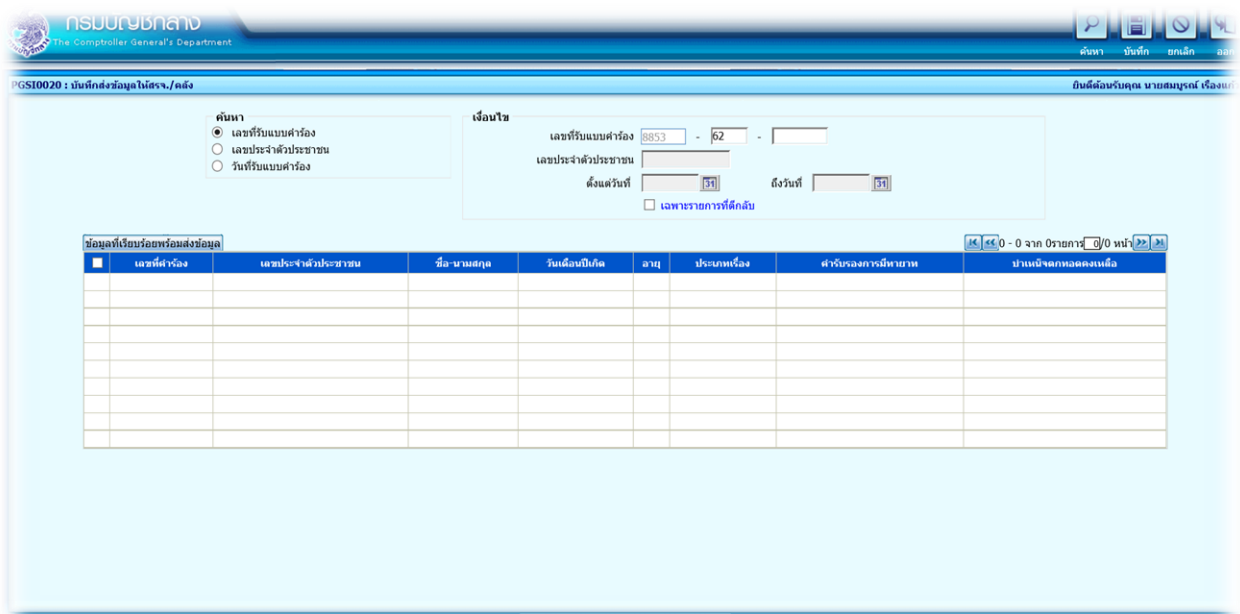 กรมบัญชีกลาง
The Comptroller General's Department
ค้นหา บันทึก ยกเลิก
PGSI0020 : บันทึกส่งข้อมูลให้สรจ./คลัง
ยินดีต้อนรับคุณ นายสมบูรณ์
ค้นหา
เลขที่รับแบบคำร้อง
เลขประจำตัวประชาชน
วันที่รับแบบคำร้อง
เงื่อนไข
เลขที่รับแบบคำร้อง 8853 - 62 -
เลขประจำตัวประชาชน
ตั้งแต่วันที่ 31 ถึงวันที่ 31
เฉพาะรายการที่ตีกลับ
ข้อมูลที่เรียบร้อยพร้อมส่งข้อมูล
0 - 0 จาก 0รายการ 0/0 หน้า
เลขที่คำร้อง เลขประจำตัวประชาชน ชื่อ-นามสกุล วันเดือนปีเกิด อายุ ประเภทเรื่อง คำรับรองการมีทายาท บำเหน็จตกทอดคงเหลือ